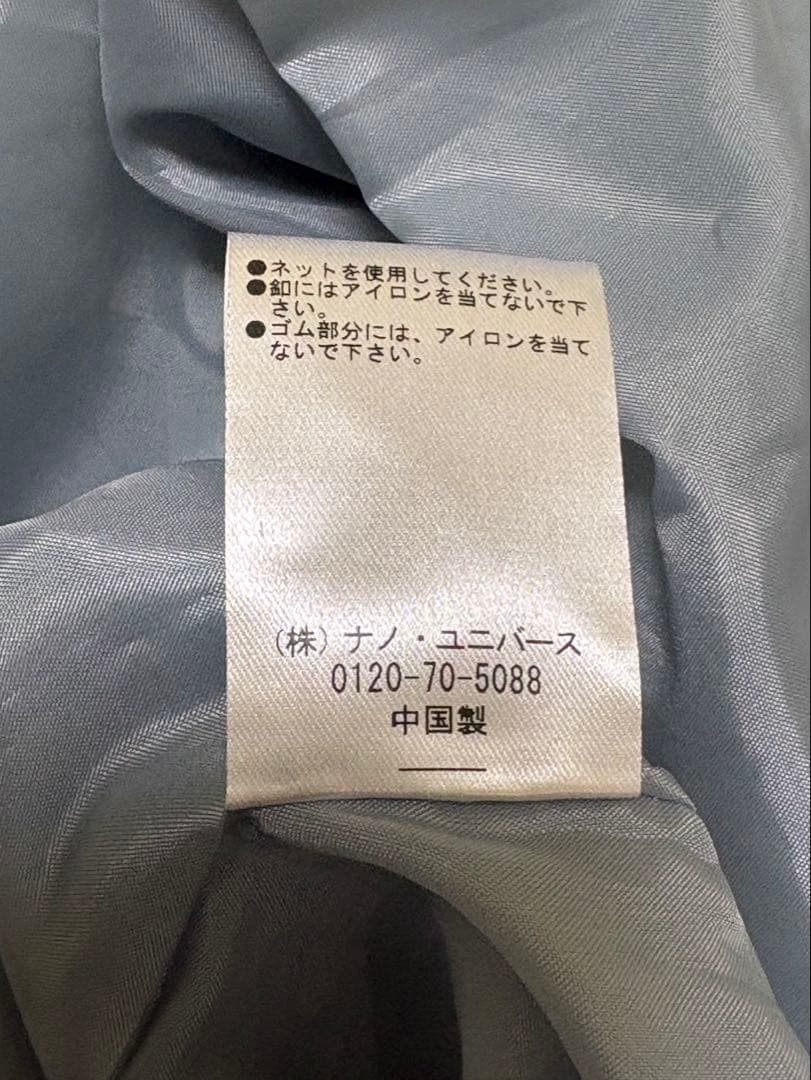 ●ネットを使用してください。
●釦にはアイロンを当てないで下
さい。
●ゴム部分には、アイロンを当て
ないで下さい。
(株)ナノ・ユニバース
0120-70-5088
中国製